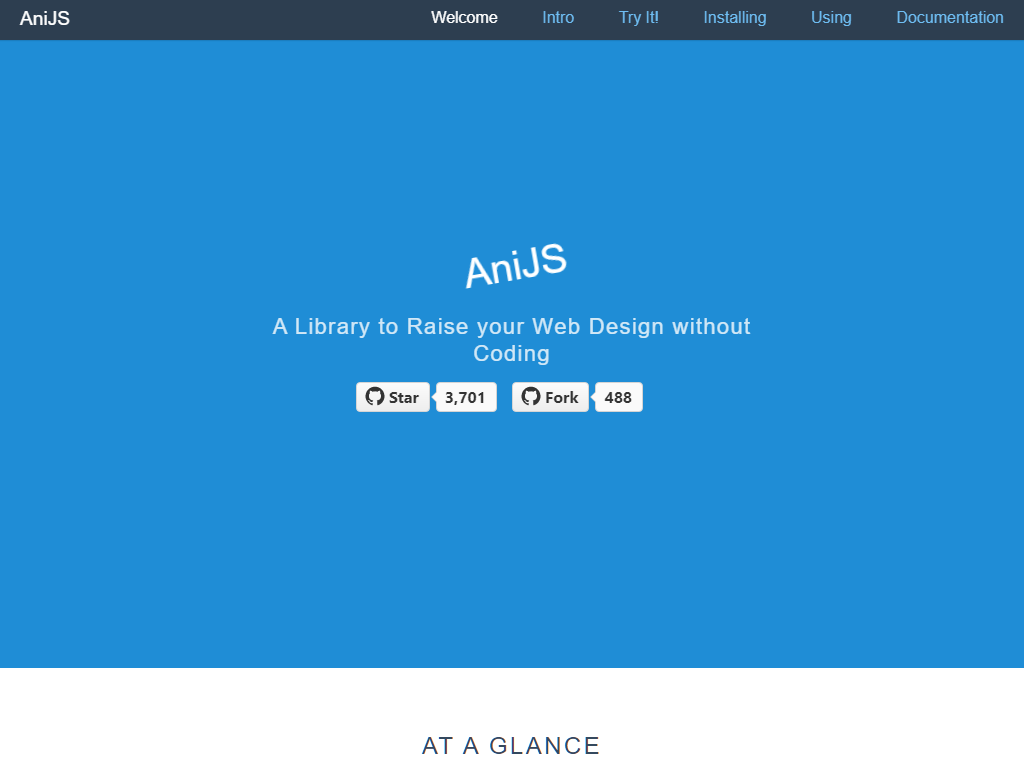 AniJS Welcome Intro Try It! Installing Using Documentation
AniJS
A Library to Raise your Web Design without
Coding
Star 3,701 Fork 488
AT A GLANCE